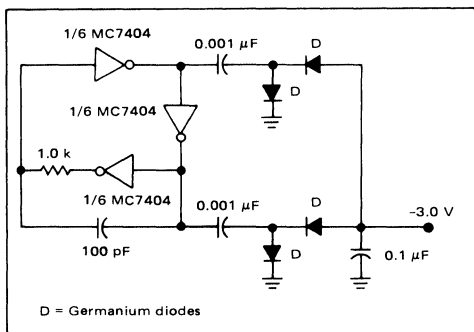 1/6 MC7404
0.001 µF
D
1/6 MC7404
D
1.0 k
1/6 MC7404
0.001 µF
D
−3.0 V
100 pF
D
0.1 µF
D = Germanium diodes